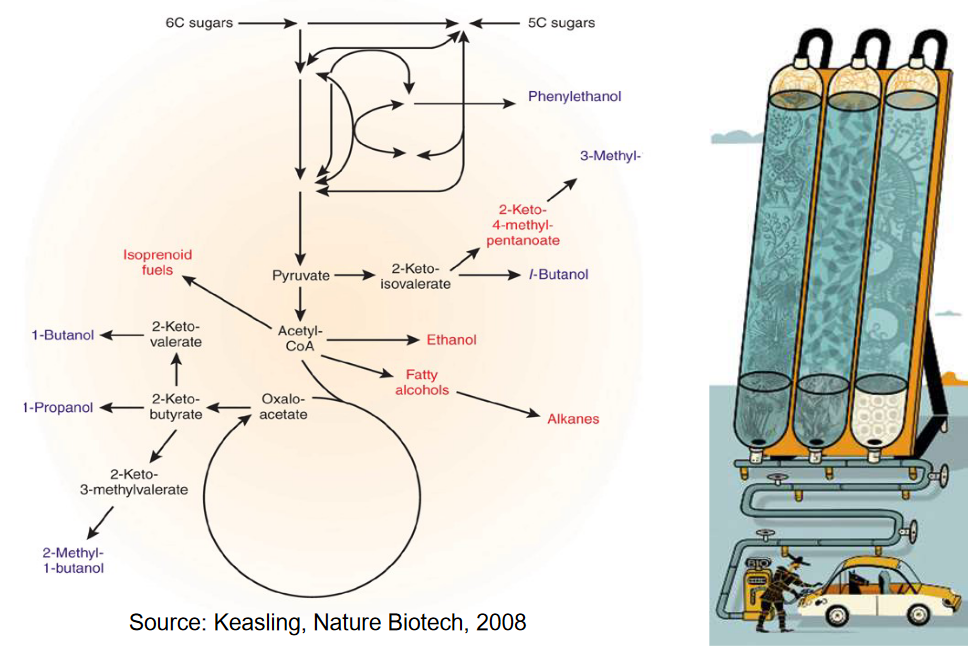 6C sugars
5C sugars
Phenylethanol
3-Methyl-
2-Keto-
4-methyl-
pentanoate
Isoprenoid
fuels
Pyruvate
2-Keto-
isovalerate
I-Butanol
1-Butanol
2-Keto-
valerate
Acetyl-
CoA
Ethanol
Fatty
alcohols
1-Propanol
2-Keto-
butyrate
Oxalo-
acetate
Alkanes
2-Keto-
3-methylvalerate
2-Methyl-
1-butanol
Source: Keasling, Nature Biotech, 2008